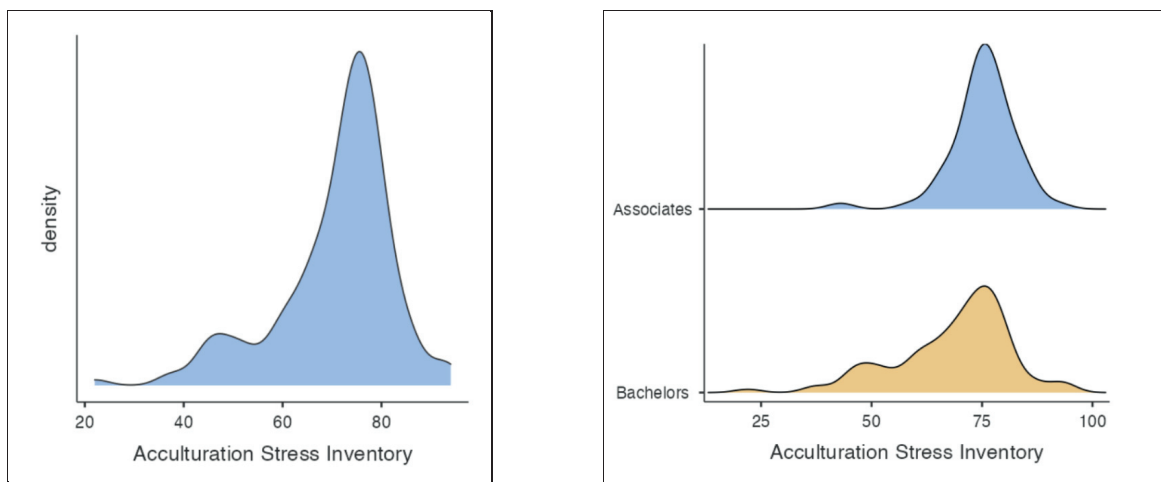 density
20 40 60 80
Acculturation Stress Inventory
Associates
Bachelors
25 50 75 100
Acculturation Stress Inventory